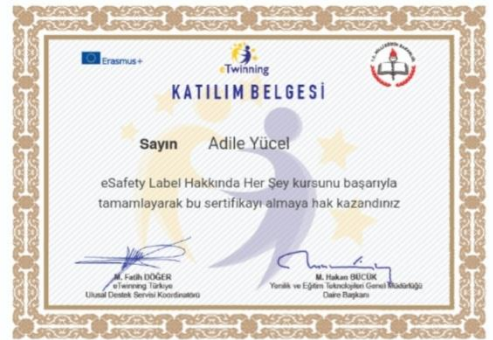 Erasmus+
eTwinning
KATILIM BELGESİ
Sayın Adile Yücel
eSafety Label Hakkında Her Şey kursunu başarıyla
tamamlayarak bu sertifikayı almaya hak kazandınız
M. Fatih DÖĞER
eTwinning Türkiye
Ulusal Destek Servisi Koordinatörü
M. Hakan BÜCÜK
Yenilik ve Eğitim Teknolojileri Genel Müdürlüğü
Daire Başkanı